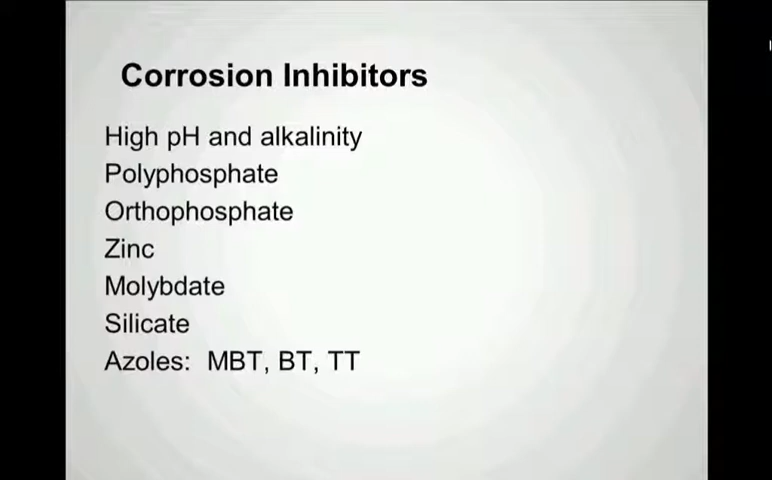 Corrosion Inhibitors
High pH and alkalinity
Polyphosphate
Orthophosphate
Zinc
Molybdate
Silicate
Azoles: MBT, BT, TT